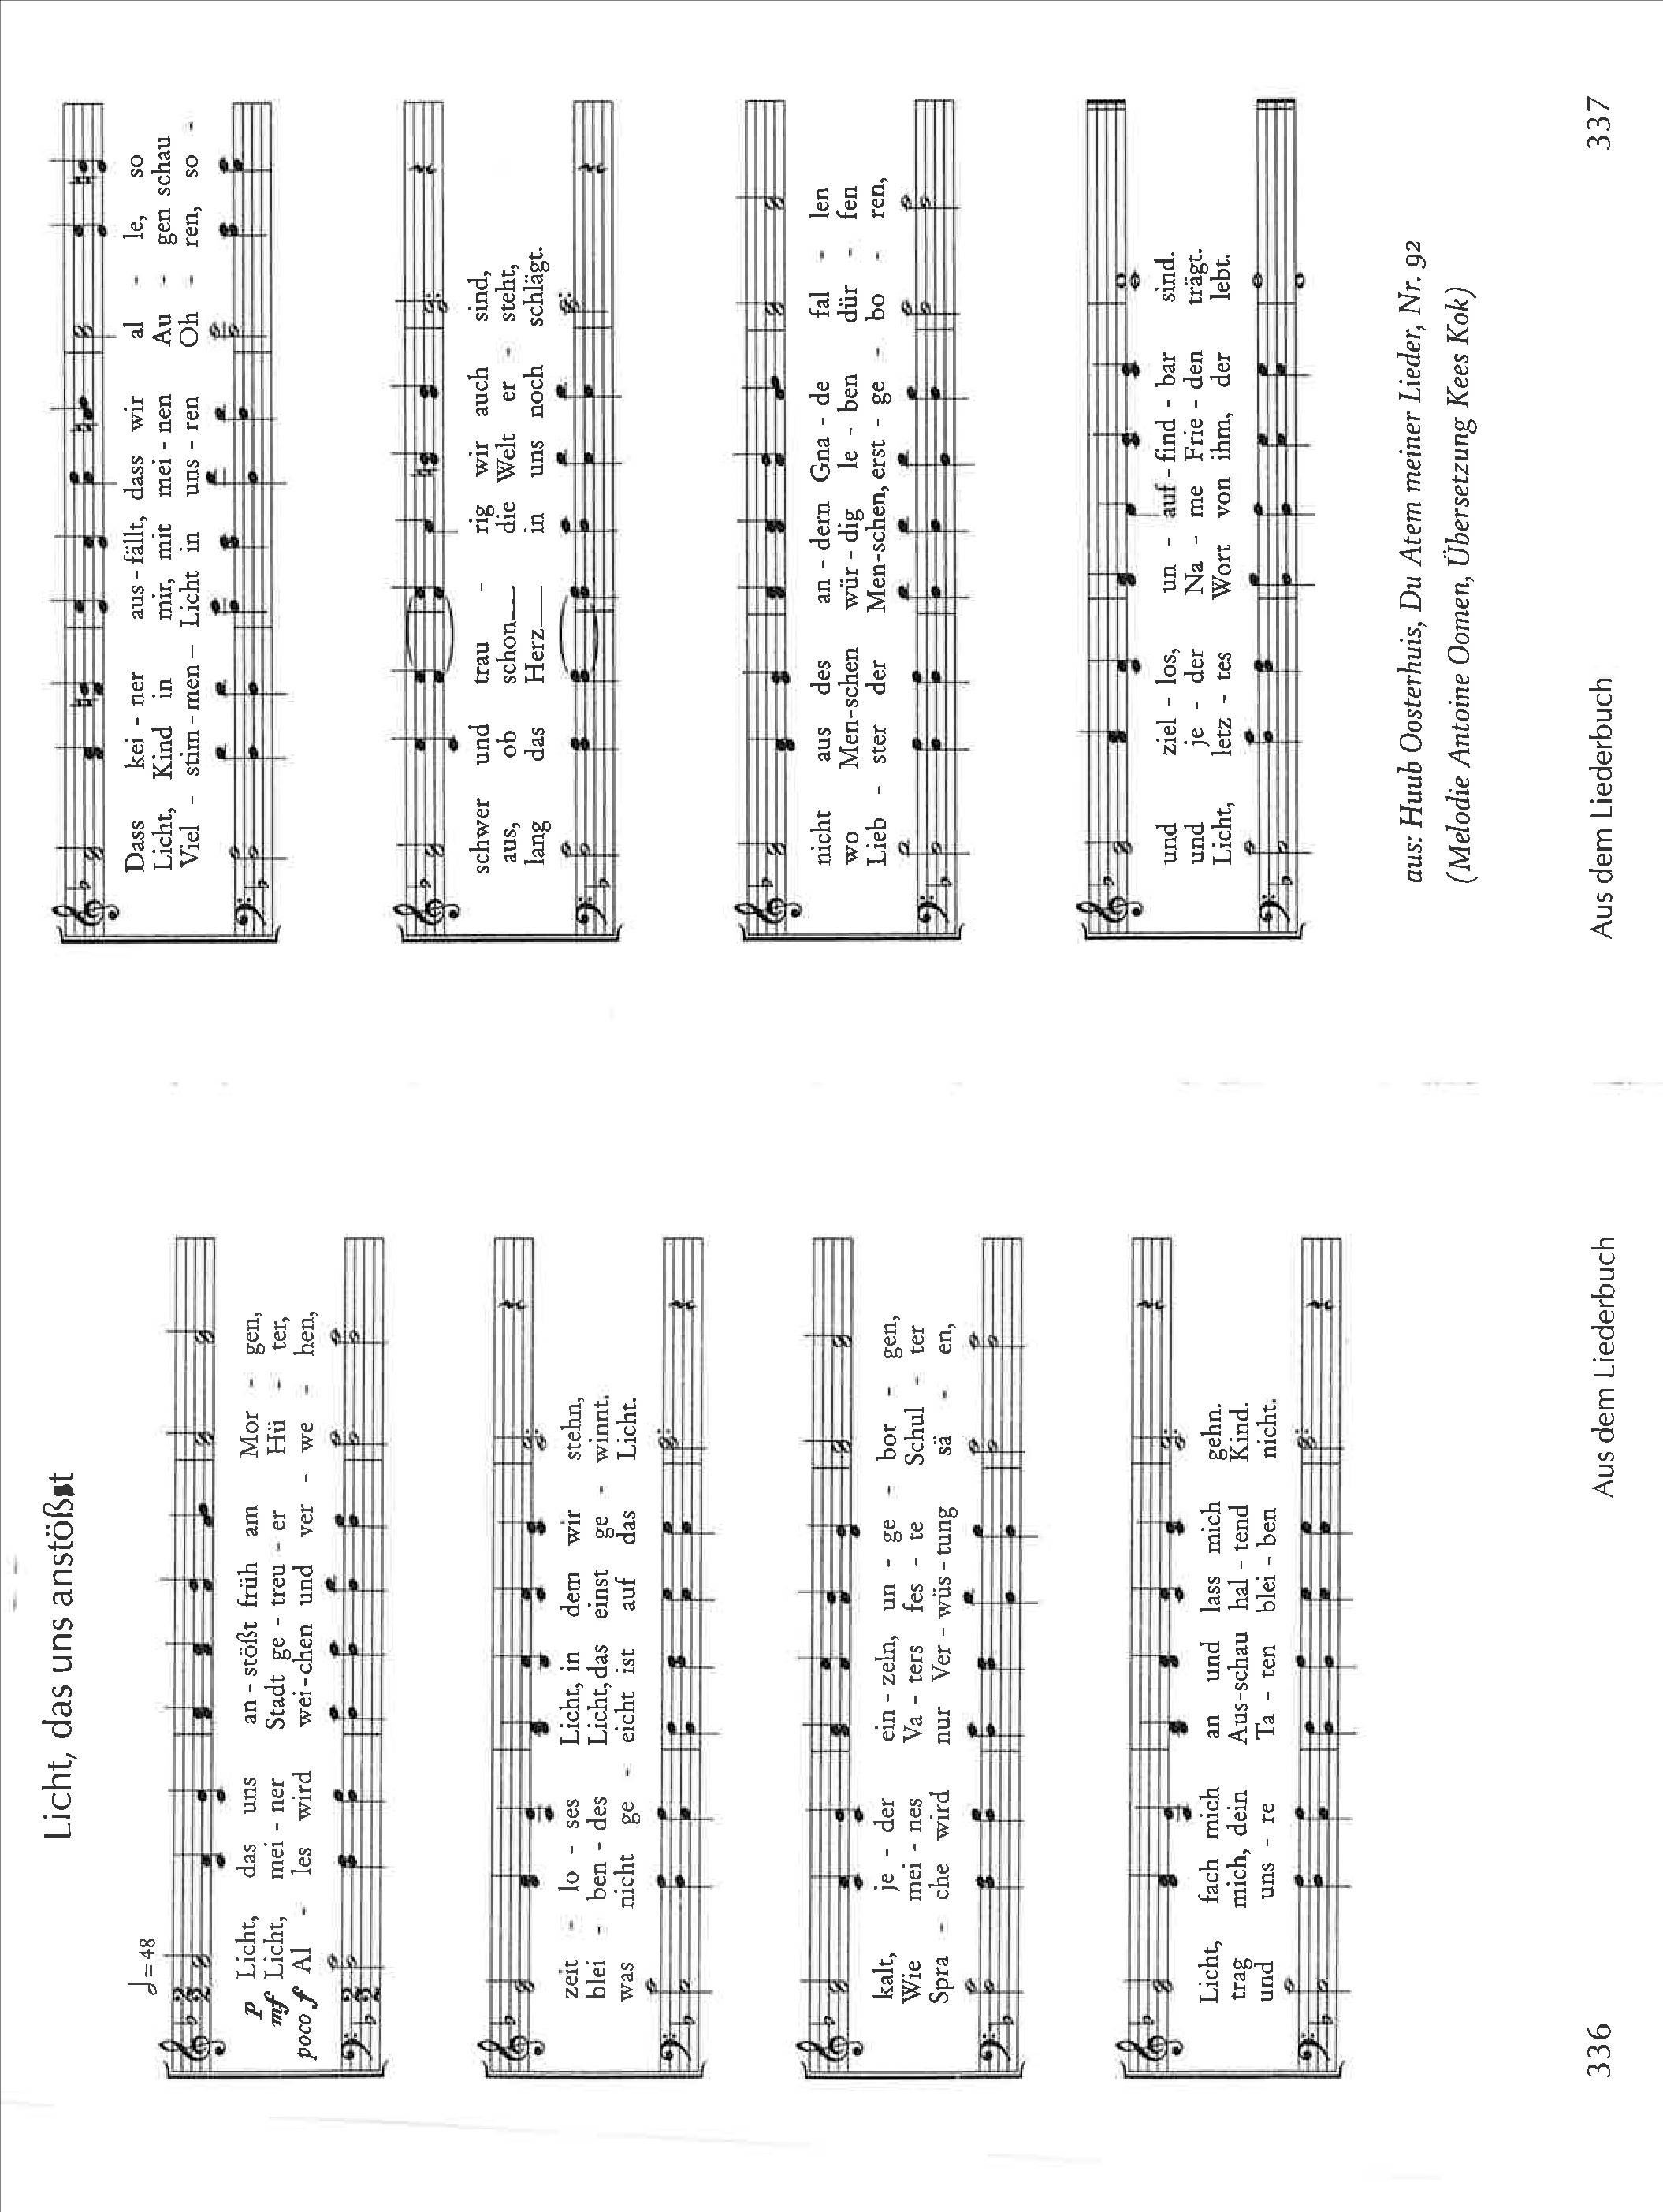 Licht, das uns anstößt
𝅗𝅥 = 48
2 2
p Licht, das uns an - stößt früh am Mor - gen,
mf Licht, mei - ner Stadt ge - treu - er Hü - ter,
poco f Al - les wird wei - chen und ver - we - hen,
2 2
zeit - lo - ses Licht, in dem wir stehn,
blei - ben - des Licht, das einst ge - winnt.
was nicht ge - eicht ist auf das Licht.
kalt, je - der ein - zeln, un - ge - bor - gen,
Wie mei - nes Va - ters fes - te Schul - ter
Spra - che wird nur Ver - wüs - tung sä - en,
Licht, fach mich an und lass mich gehn.
trag mich, dein Aus - schau hal - tend Kind.
und uns - re Ta - ten blei - ben nicht.
336 Aus dem Liederbuch
Dass kei - ner aus - fällt, dass wir al - le, so
Licht, Kind in mir, mit mei - nen Au - gen schau
Viel - stim - men - Licht in uns - ren Oh - ren, so -
schwer und trau - rig wir auch sind,
aus, ob schon die Welt er - steht,
lang das Herz in uns noch schlägt.
nicht aus des an - dern Gna - de fal - len
wo Men - schen wür - dig le - ben dür - fen
Lieb - ster der Men - schen, erst - ge - bo - ren,
und ziel - los, un - auf - find - bar sind.
und je - der Na - me Frie - den trägt.
Licht, letz - tes Wort von ihm, der lebt.
aus: Huub Oosterhuis, Du Atem meiner Lieder, Nr. 92
(Melodie Antoine Oomen, Übersetzung Kees Kok)
Aus dem Liederbuch 337